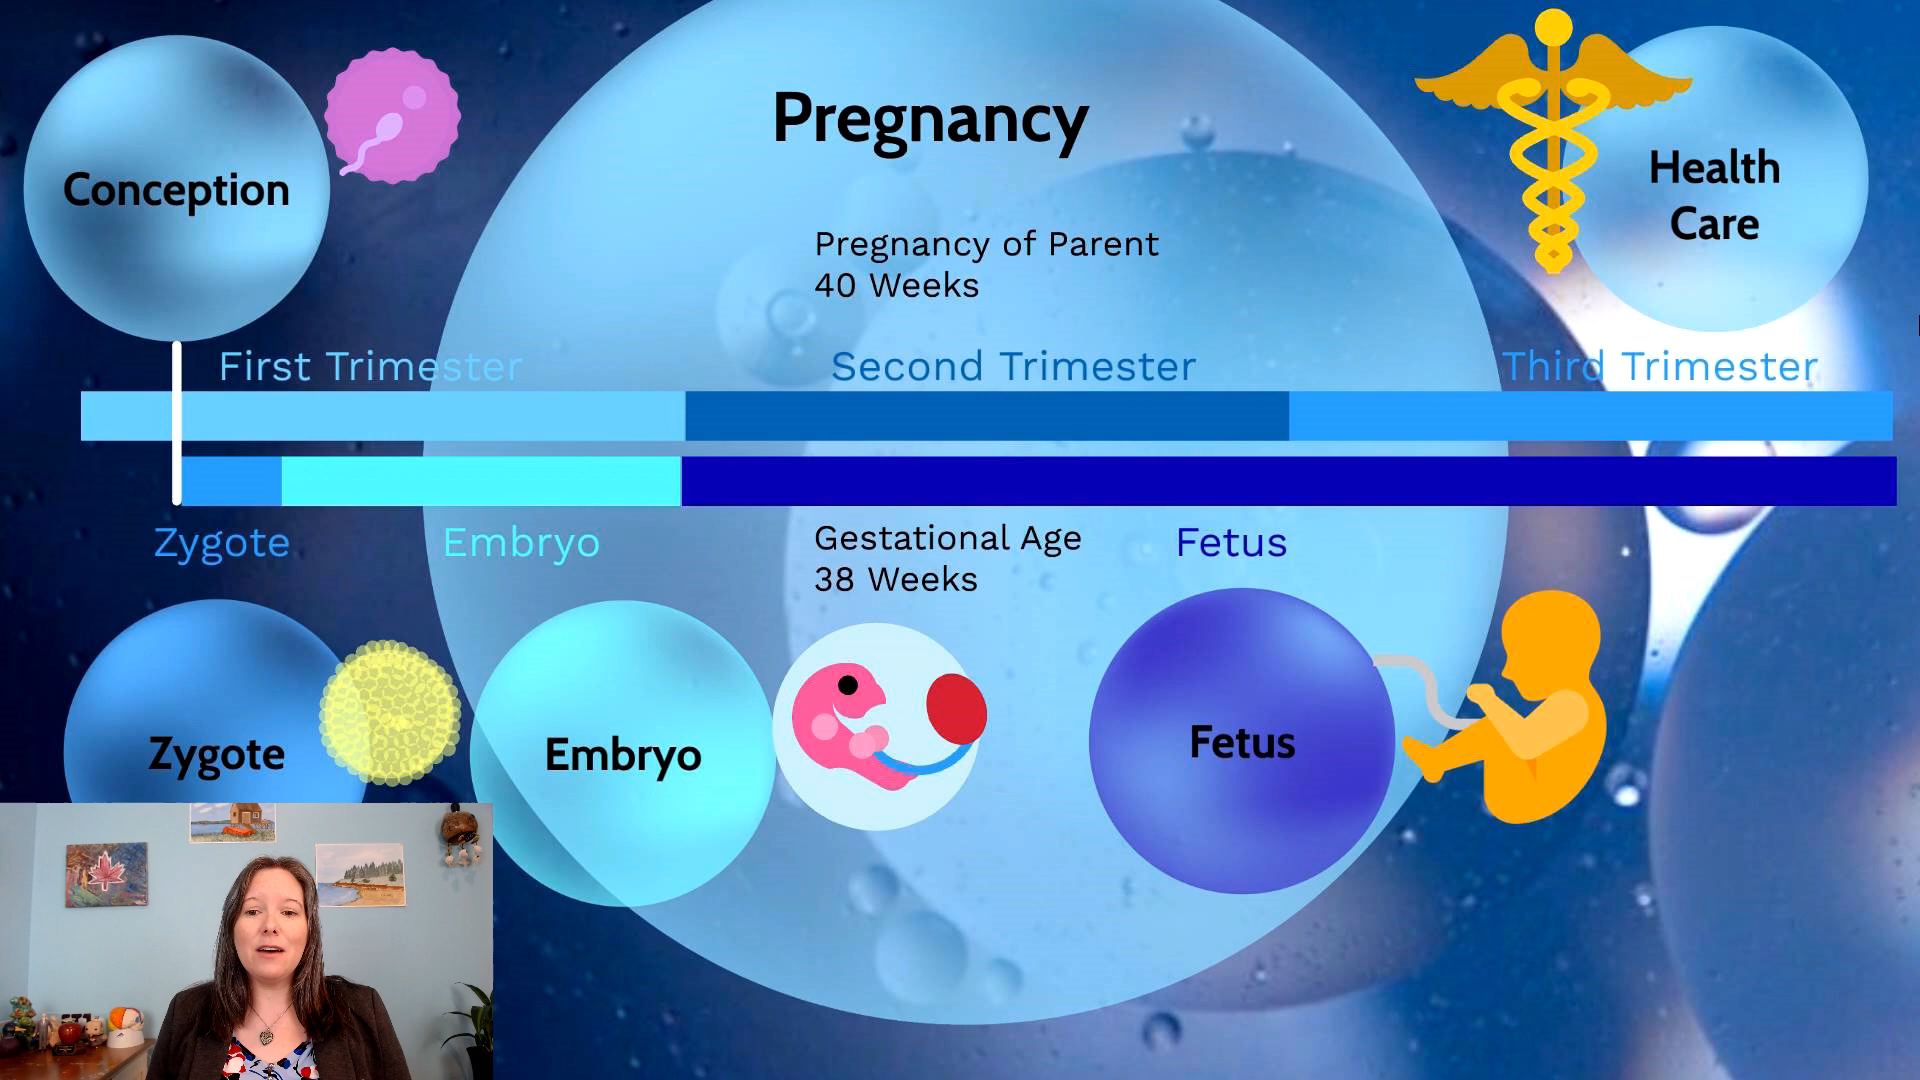 Pregnancy
Conception
Health
Care
Pregnancy of Parent
40 Weeks
First Trimester
Second Trimester
Third Trimester
Zygote
Embryo
Gestational Age
38 Weeks
Fetus
Zygote
Embryo
Fetus